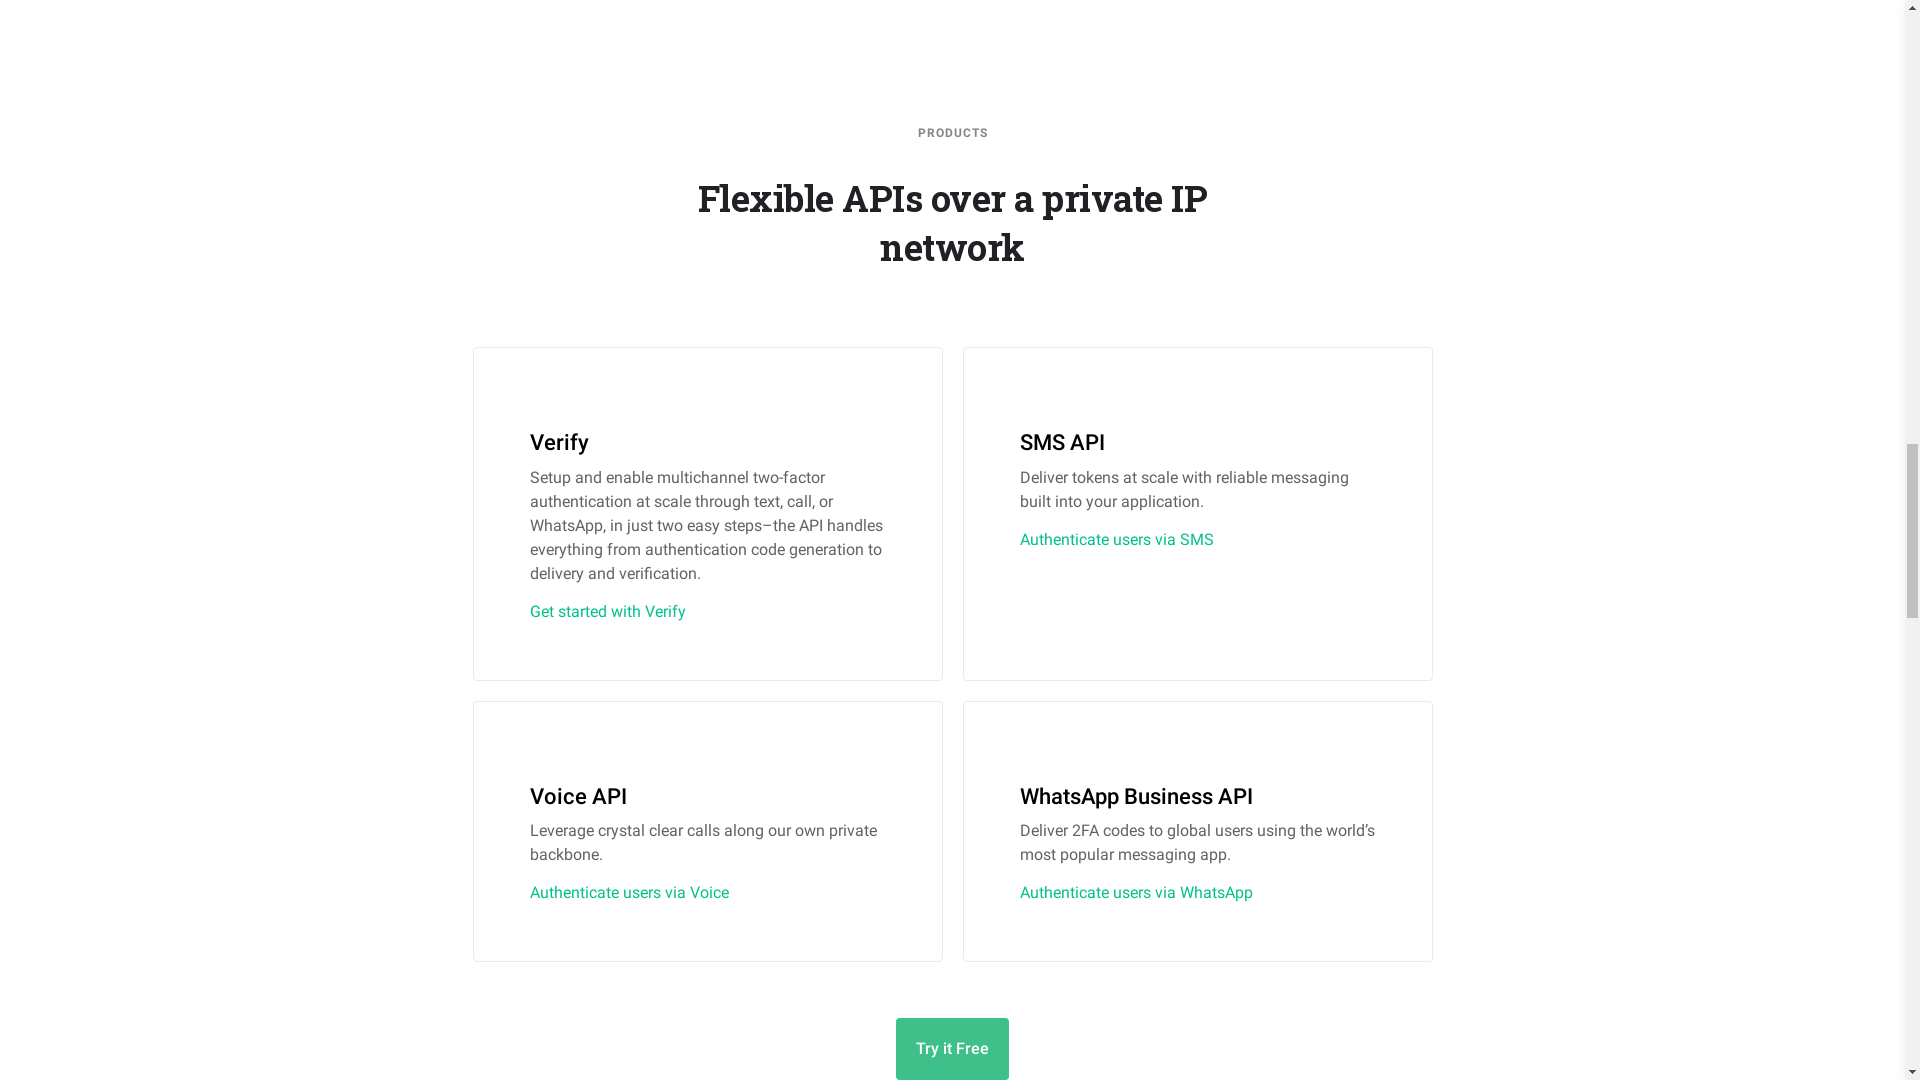 PRODUCTS
Flexible APIs over a private IP
network
Verify
Setup and enable multichannel two-factor
authentication at scale through text, call, or
WhatsApp, in just two easy steps–the API handles
everything from authentication code generation to
delivery and verification.
Get started with Verify
SMS API
Deliver tokens at scale with reliable messaging
built into your application.
Authenticate users via SMS
Voice API
Leverage crystal clear calls along our own private
backbone.
Authenticate users via Voice
WhatsApp Business API
Deliver 2FA codes to global users using the world’s
most popular messaging app.
Authenticate users via WhatsApp
Try it Free